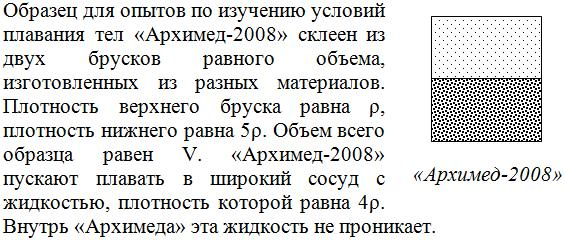 Образец для опытов по изучению условий
плавания тел «Архимед-2008» склеен из
двух брусков равного объема,
изготовленных из разных материалов.
Плотность верхнего бруска равна ρ,
плотность нижнего равна 5ρ. Объем всего
образца равен V. «Архимед-2008»
пускают плавать в широкий сосуд с
жидкостью, плотность которой равна 4ρ.
Внутрь «Архимеда» эта жидкость не проникает.
«Архимед-2008»